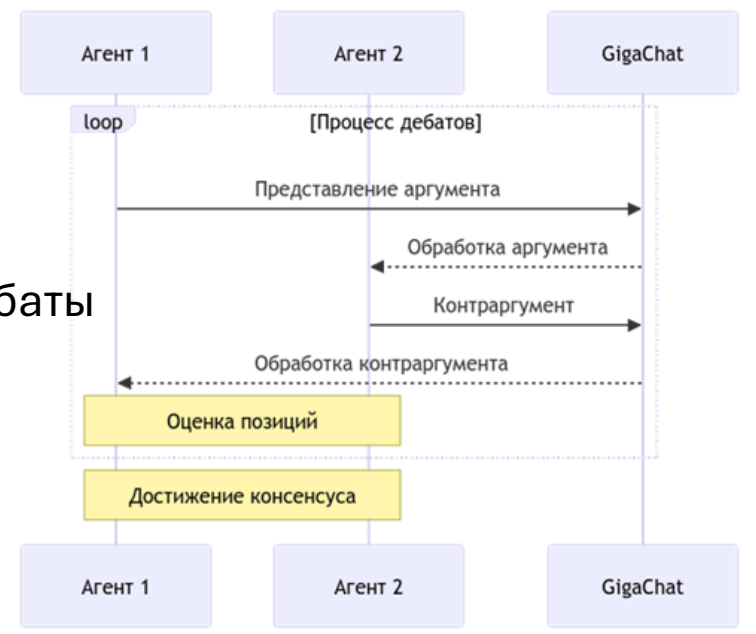 Агент 1
Агент 2
GigaChat
loop
[Процесс дебатов]
Представление аргумента
Обработка аргумента
баты
Контраргумент
Обработка контраргумента
Оценка позиций
Достижение консенсуса
Агент 1
Агент 2
GigaChat